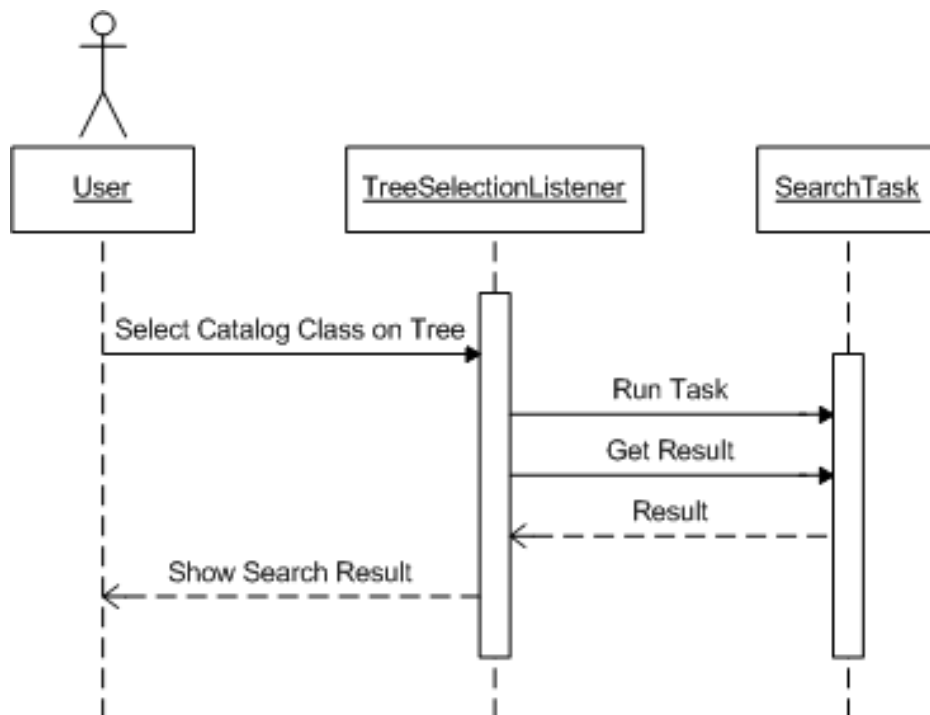 User
TreeSelectionListener
SearchTask
Select Catalog Class on Tree
Run Task
Get Result
Result
Show Search Result